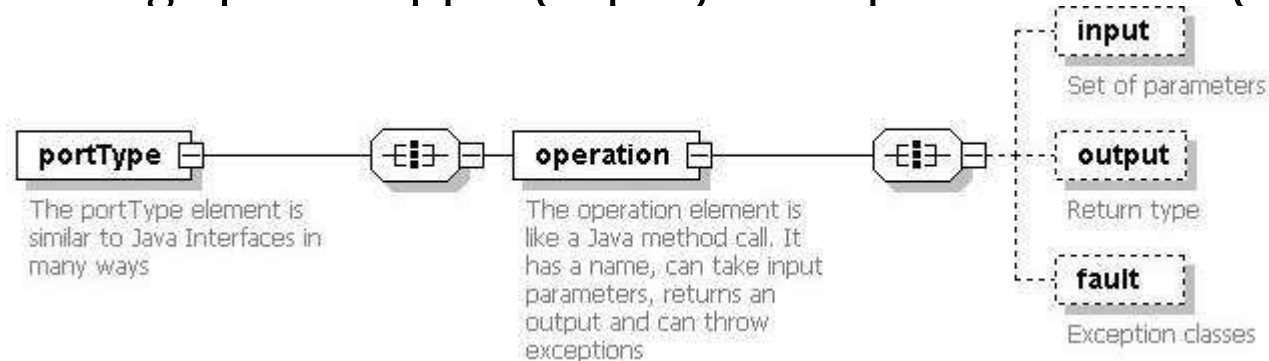 input
Set of parameters
portType
operation
output
The portType element is
similar to Java Interfaces in
many ways
The operation element is
like a Java method call. It
has a name, can take input
parameters, returns an
output and can throw
exceptions
Return type
fault
Exception classes